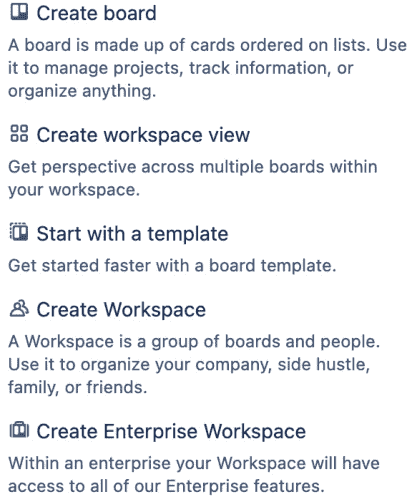 Create board
A board is made up of cards ordered on lists. Use
it to manage projects, track information, or
organize anything.
Create workspace view
Get perspective across multiple boards within
your workspace.
Start with a template
Get started faster with a board template.
Create Workspace
A Workspace is a group of boards and people.
Use it to organize your company, side hustle,
family, or friends.
Create Enterprise Workspace
Within an enterprise your Workspace will have
access to all of our Enterprise features.